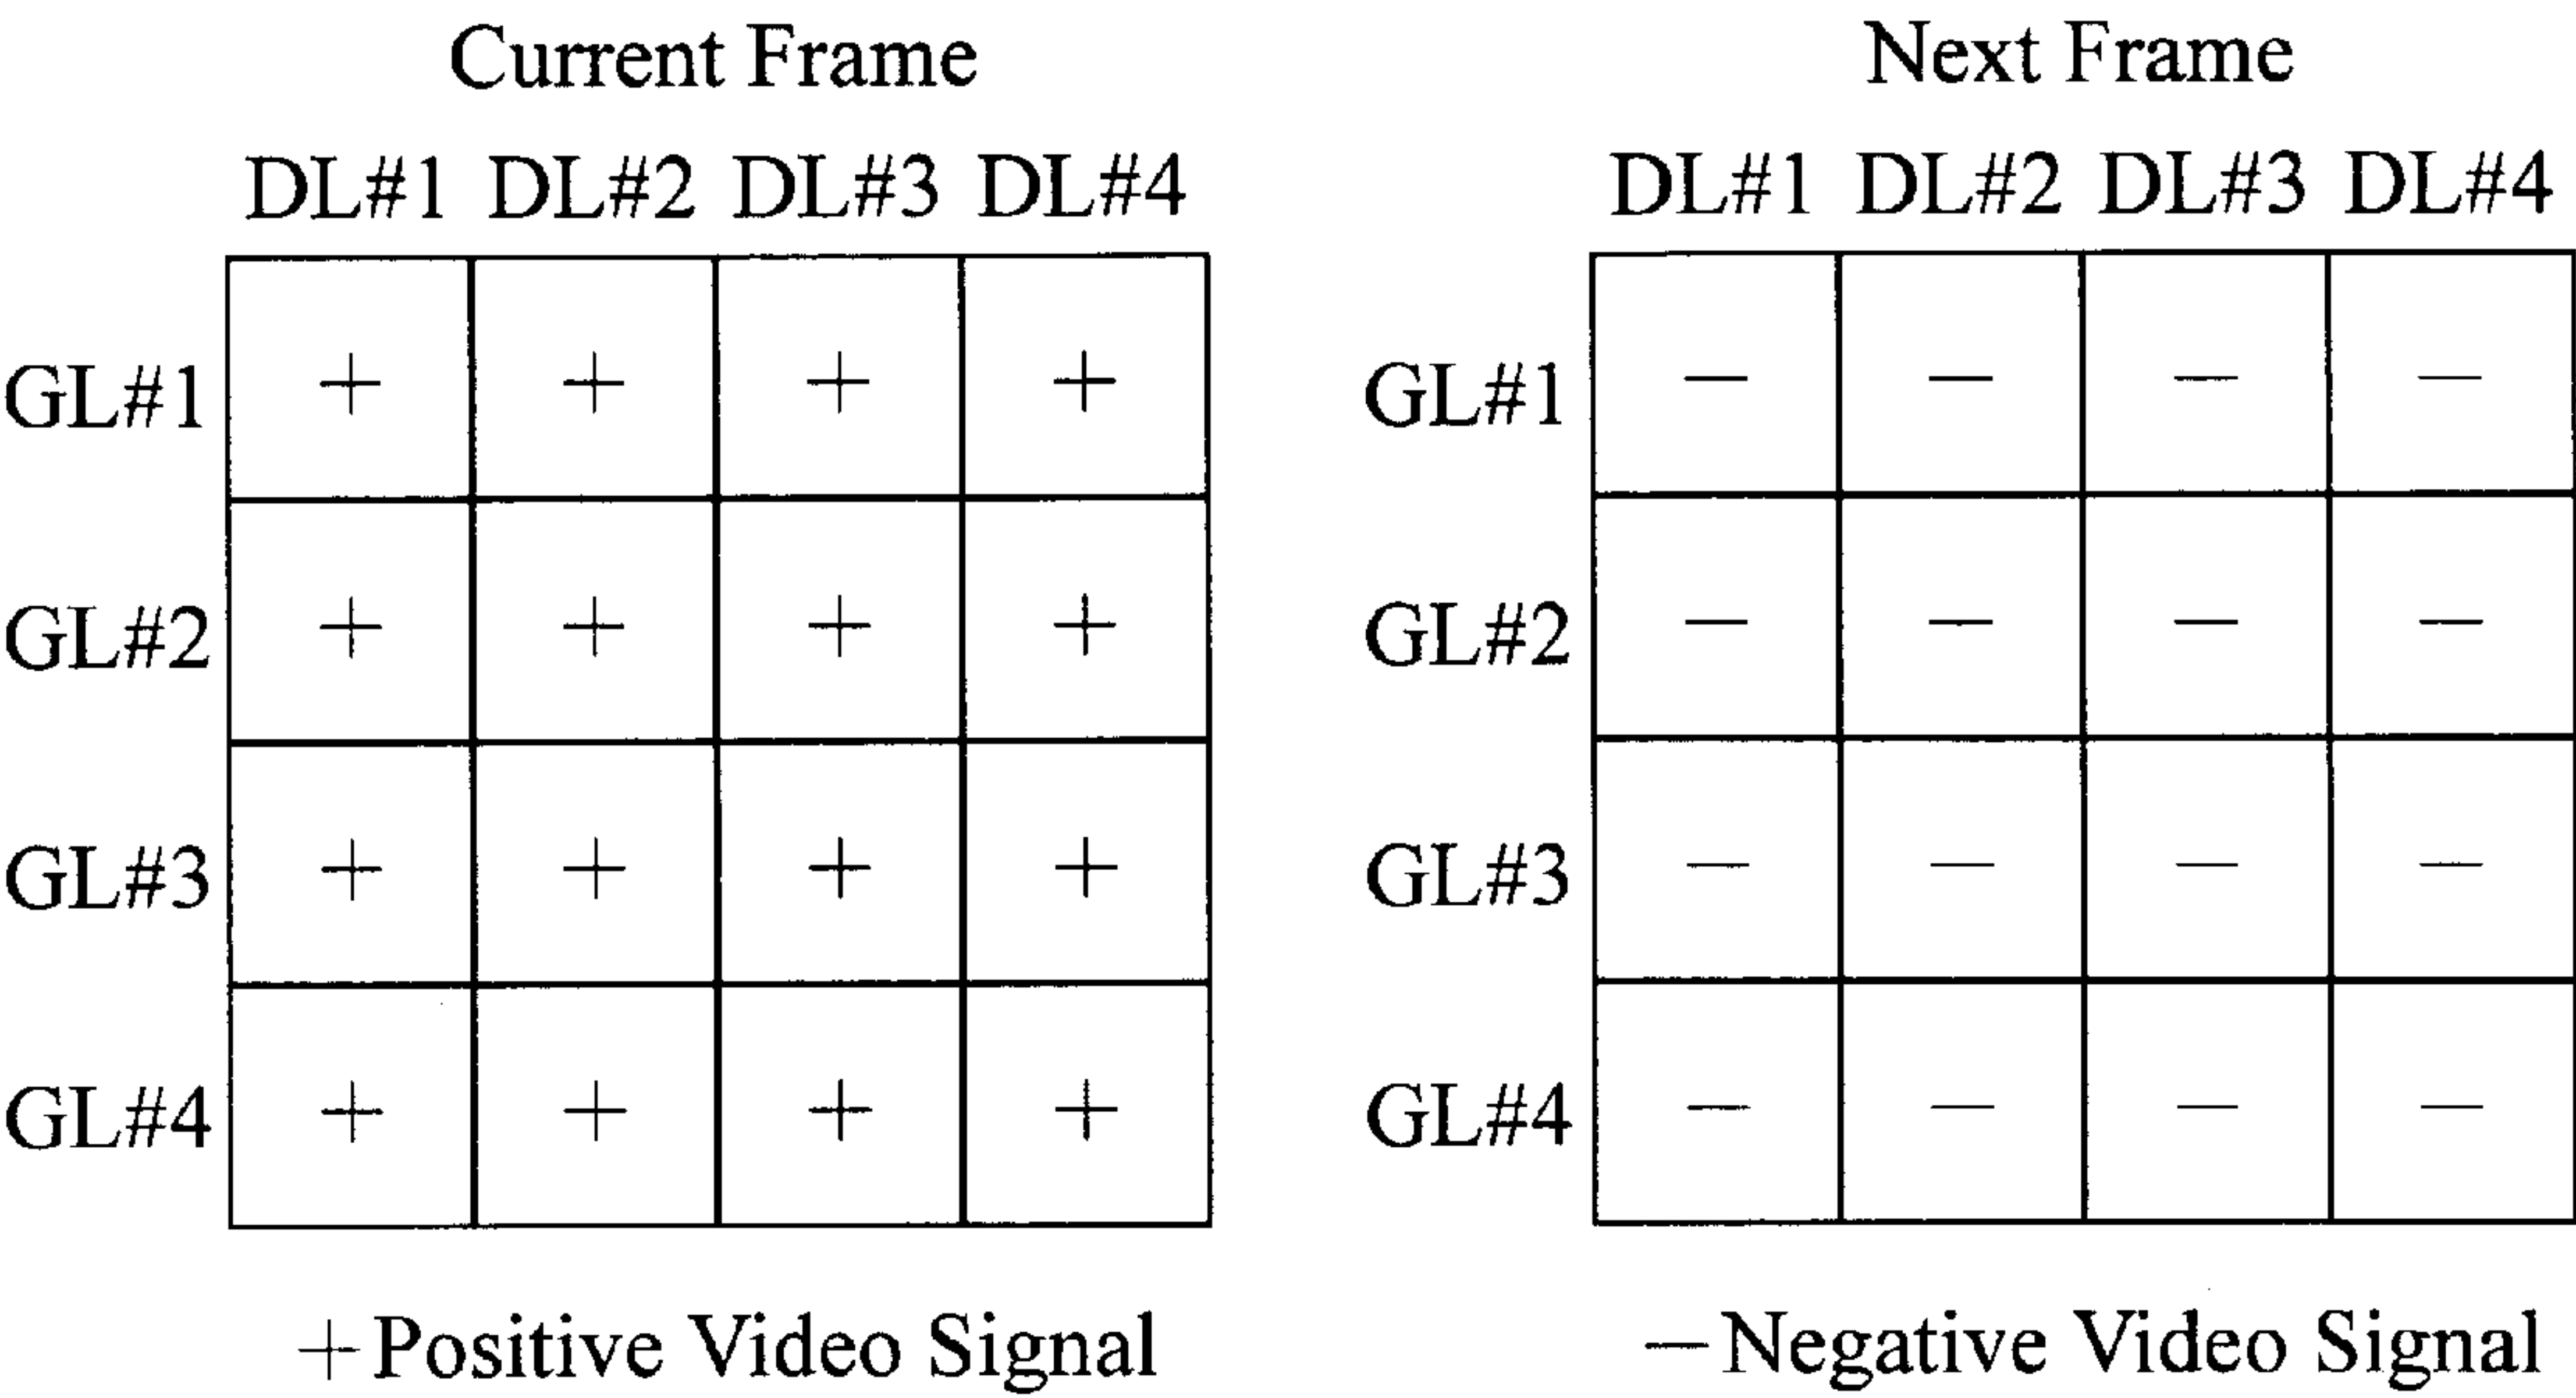 Current Frame
DL#1 DL#2 DL#3 DL#4
GL#1 + + + +
GL#2 + + + +
GL#3 + + + +
GL#4 + + + +
+ Positive Video Signal
Next Frame
DL#1 DL#2 DL#3 DL#4
GL#1 − − − −
GL#2 − − − −
GL#3 − − − −
GL#4 − − − −
− Negative Video Signal